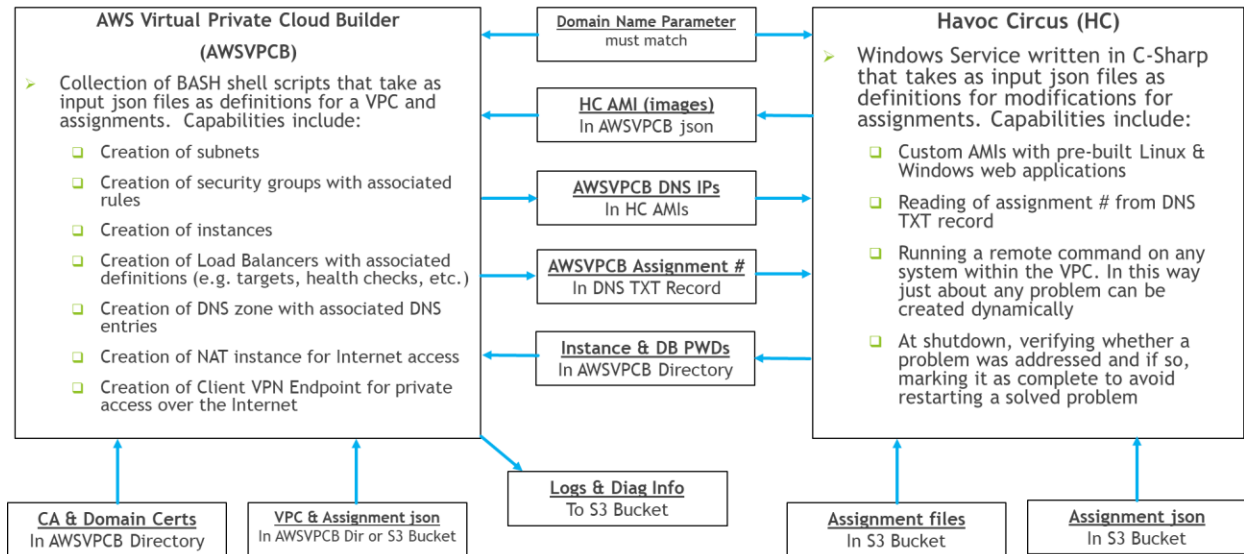 AWS Virtual Private Cloud Builder
(AWSVPCB)
Collection of BASH shell scripts that take as
input json files as definitions for a VPC and
assignments. Capabilities include:
Creation of subnets
Creation of security groups with associated
rules
Creation of instances
Creation of Load Balancers with associated
definitions (e.g. targets, health checks, etc.)
Creation of DNS zone with associated DNS
entries
Creation of NAT instance for Internet access
Creation of Client VPN Endpoint for private
access over the Internet
Domain Name Parameter
must match
HC AMI (images)
In AWSVPCB json
AWSVPCB DNS IPs
In HC AMIs
AWSVPCB Assignment #
In DNS TXT Record
Instance & DB PWDs
In AWSVPCB Directory
Havoc Circus (HC)
Windows Service written in C-Sharp
that takes as input json files as
definitions for modifications for
assignments. Capabilities include:
Custom AMIs with pre-built Linux &
Windows web applications
Reading of assignment # from DNS
TXT record
Running a remote command on any
system within the VPC. In this way
just about any problem can be
created dynamically
At shutdown, verifying whether a
problem was addressed and if so,
marking it as complete to avoid
restarting a solved problem
CA & Domain Certs
In AWSVPCB Directory
VPC & Assignment json
In AWSVPCB Dir or S3 Bucket
Logs & Diag Info
To S3 Bucket
Assignment files
In S3 Bucket
Assignment json
In S3 Bucket